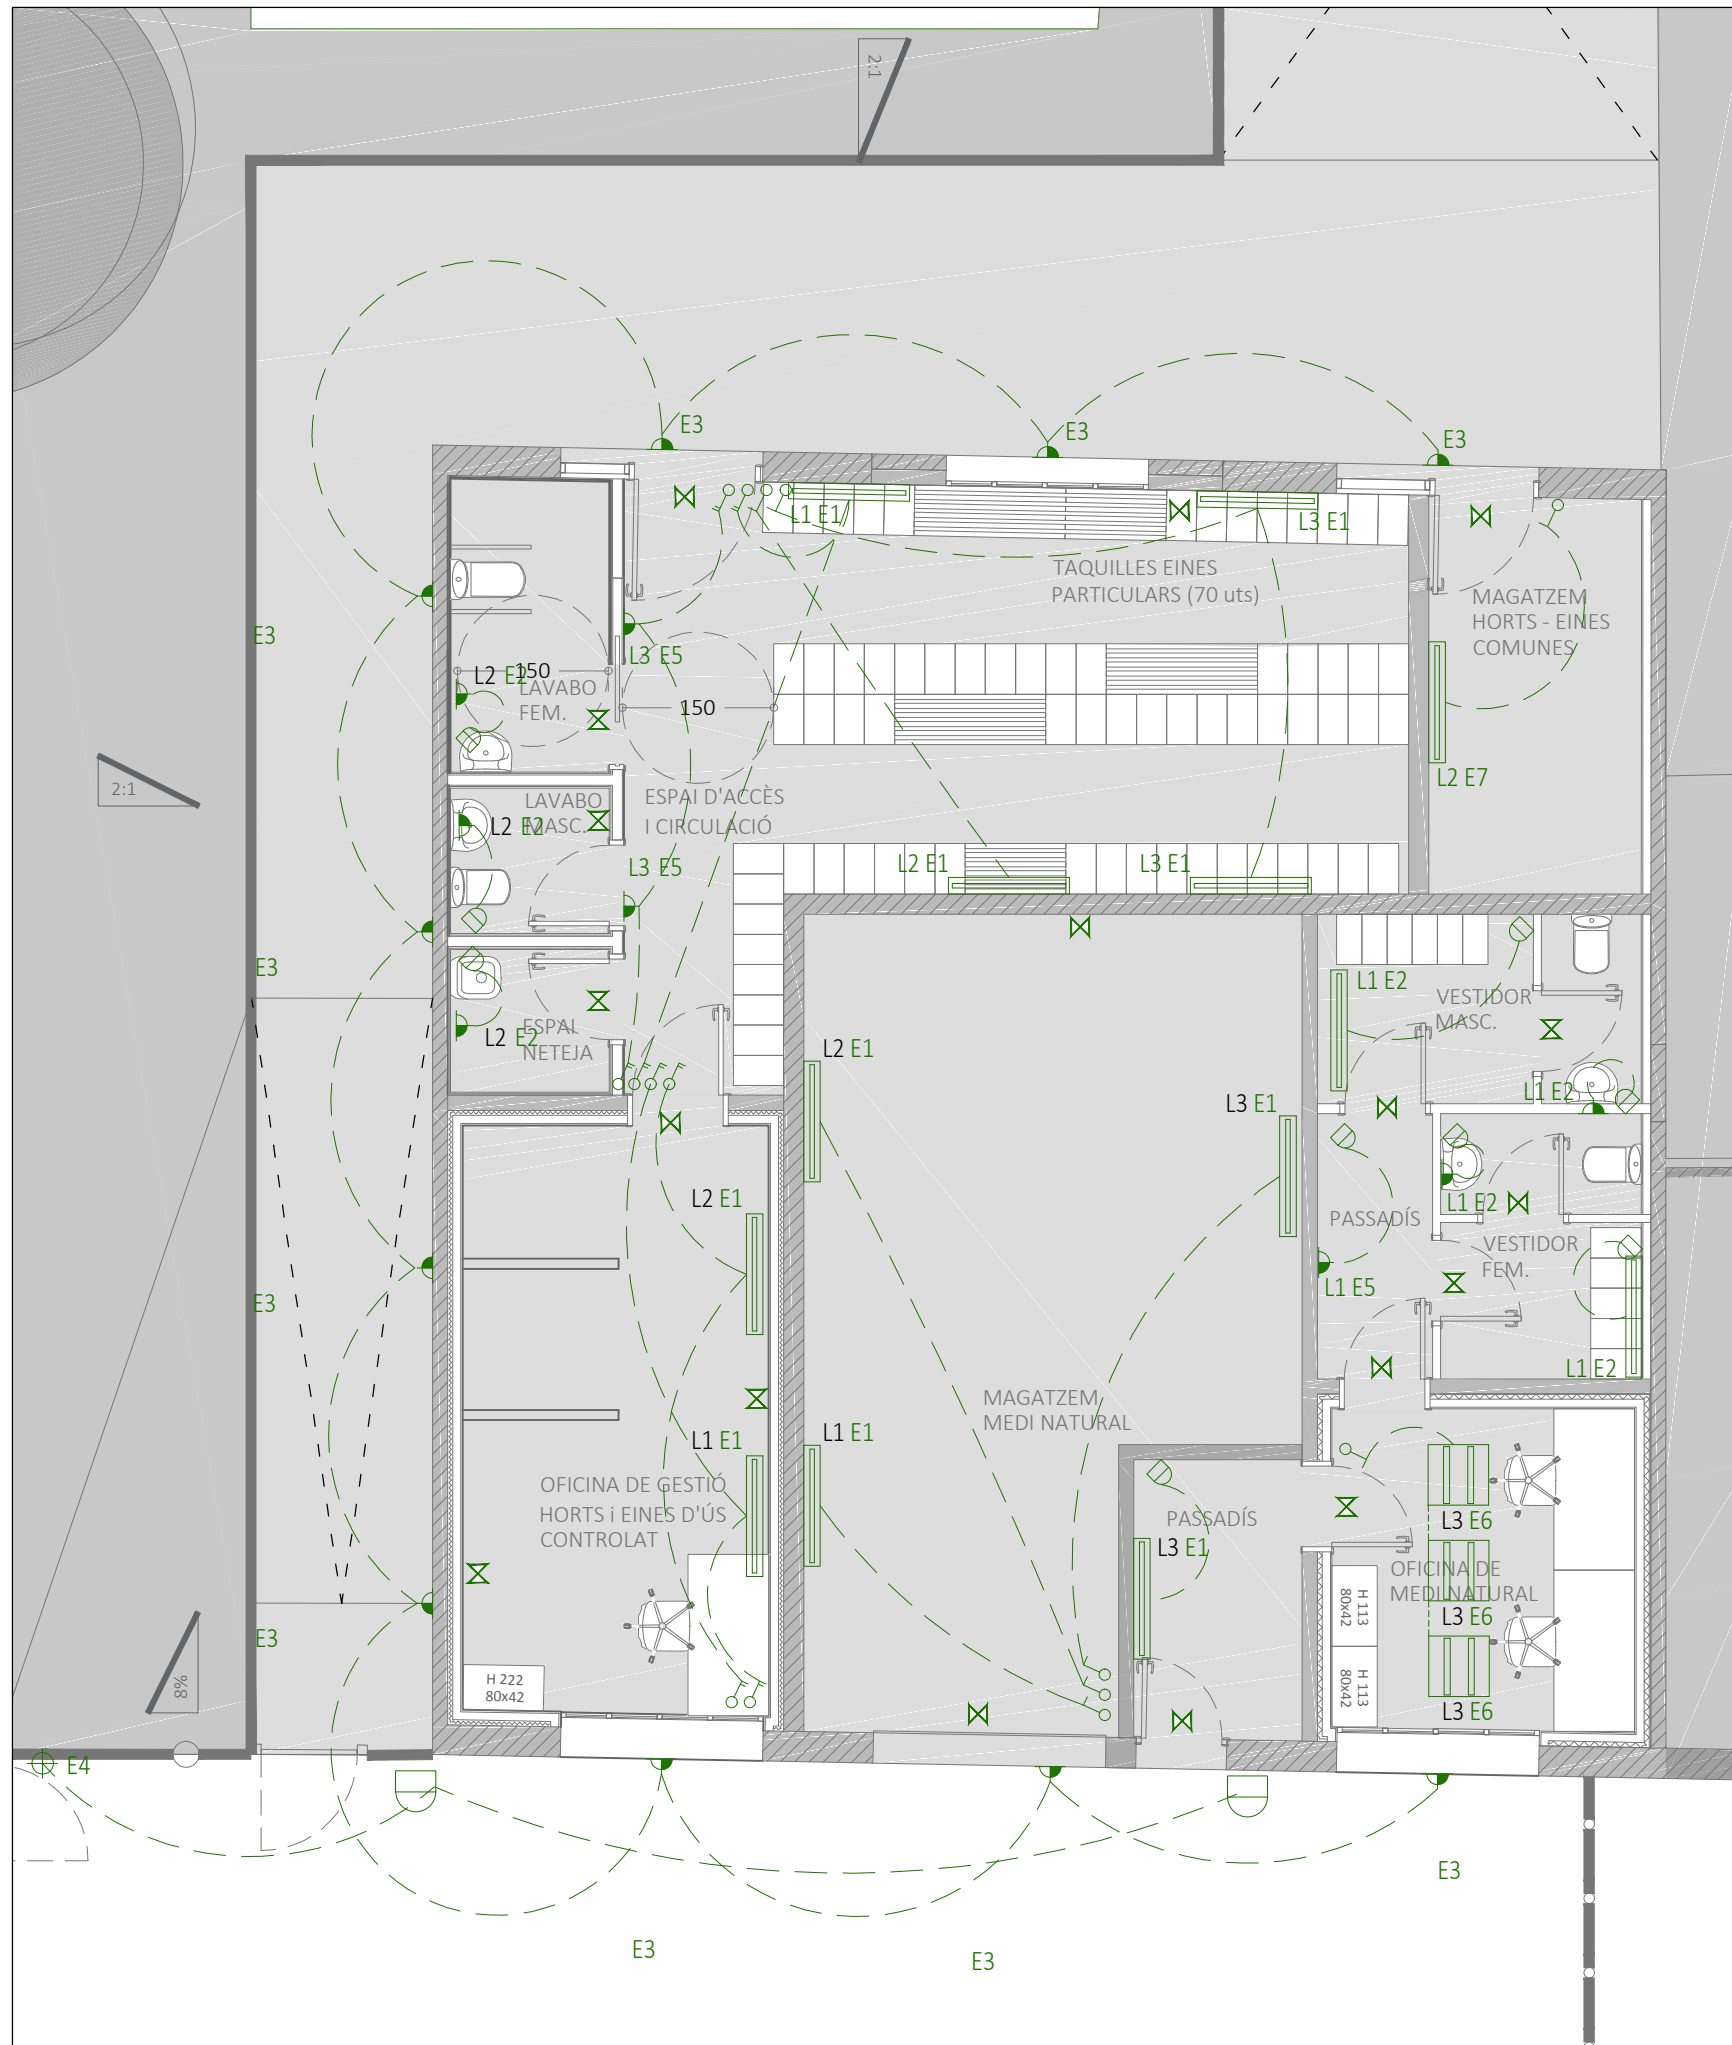 2:1
E3
E3
E3
L1 E1
L3 E1
TAQUILLES EINES
PARTICULARS (70 uts)
MAGATZEM
HORTS - EINES
COMUNES
E3
L3 E5
L2 E2
150
LAVABO
FEM.
150
L2 E7
2:1
LAVABO
MASC.
L2 E2
ESPAI D'ACCÈS
I CIRCULACIÓ
L3 E5
L2 E1
L3 E1
E3
L1 E2
VESTIDOR
MASC.
L2 E2
ESPAI
NETEJA
L2 E1
L3 E1
L1 E2
L2 E1
L1 E2
PASSADÍS
VESTIDOR
FEM.
L1 E5
E3
L1 E2
MAGATZEM
MEDI NATURAL
L1 E1
L1 E1
OFICINA DE GESTIÓ
HORTS i EINES D'ÚS
CONTROLAT
PASSADÍS
L3 E1
L3 E6
OFICINA DE
MEDI NATURAL
H 113
80x42
L3 E6
E3
H 113
80x42
L3 E6
8%
H 222
80x42
E4
E3
E3
E3